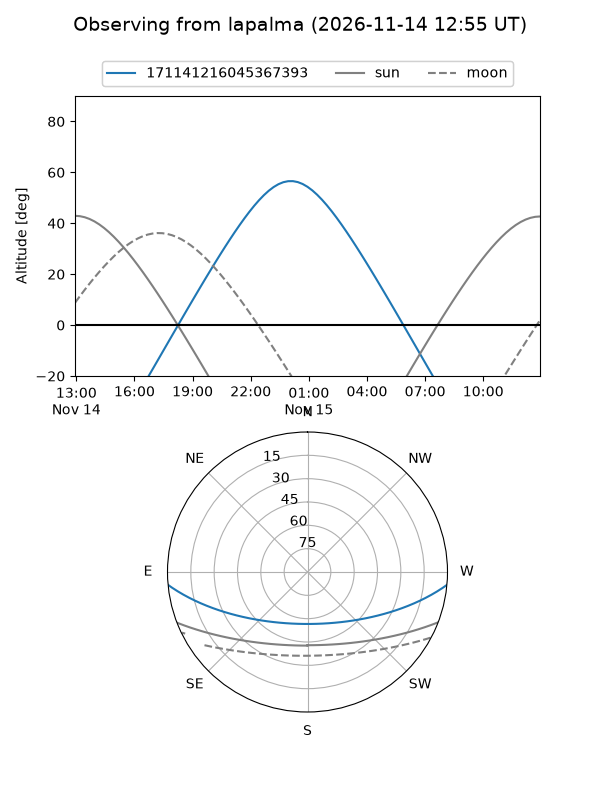 Observing from lapalma (2026-11-14 12:55 UT)
171141216045367393 sun moon
Altitude [deg]
80
60
40
20
0
−20
13:00 16:00 19:00 22:00 01:00 04:00 07:00 10:00
Nov 14 Nov 15
N
NE NW
15
30
45
60
75
E W
SE SW
S